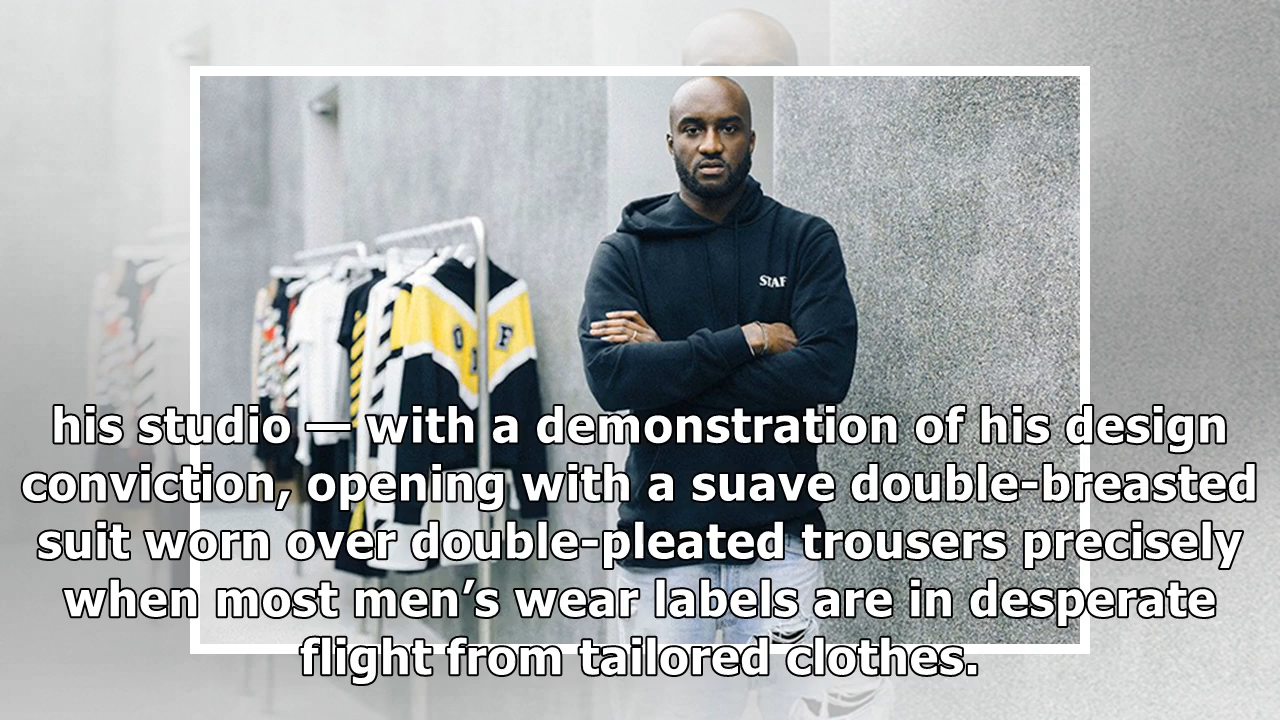 STAF
O F
his studio — with a demonstration of his design
conviction, opening with a suave double-breasted
suit worn over double-pleated trousers precisely
when most men’s wear labels are in desperate
flight from tailored clothes.